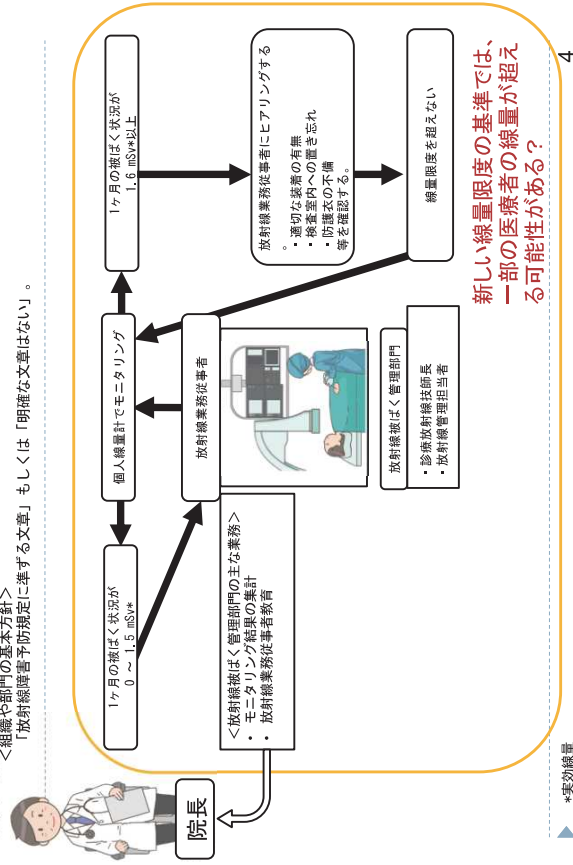 <組織や部門の基本方針>
「放射線障害予防規定に準ずる文章」もしくは「明確な文章はない」。
1ヶ月の被ばく状況が
0 ~ 1.5 mSv*
個人線量計でモニタリング
1ヶ月の被ばく状況が
1.6 mSv*以上
放射線業務従事者
放射線業務従事者にヒアリングする
。
・適切な装着の有無
・検査室内への置き忘れ
・防護衣の不備
等を確認する。
線量限度を超えない
院長
<放射線被ばく管理部門の主な業務>
・ モニタリング結果の集計
・ 放射線業務従事者教育
放射線被ばく管理部門
・診療放射線技師長
・放射線管理担当者
新しい線量限度の基準では、
一部の医療者の線量が超え
る可能性がある?
*実効線量
4